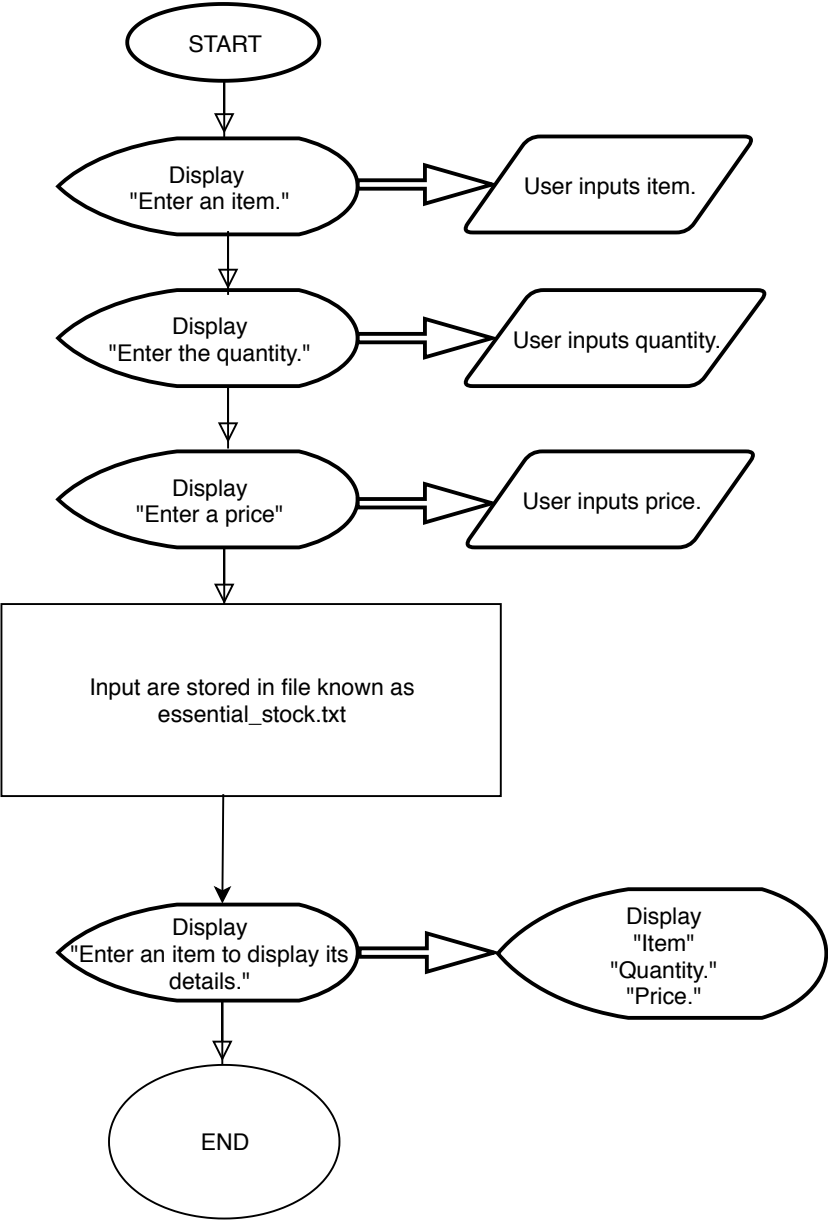 START
Display
"Enter an item."
User inputs item.
Display
"Enter the quantity."
User inputs quantity.
Display
"Enter a price"
User inputs price.
Input are stored in file known as
essential_stock.txt
Display
"Enter an item to display its
details."
Display
"Item"
"Quantity."
"Price."
END